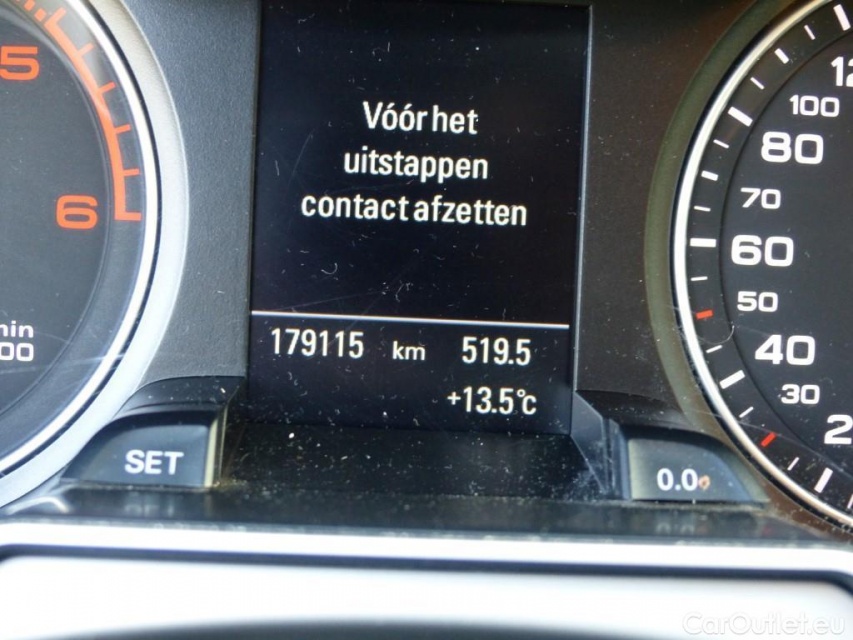 Vóór het
uitstappen
contact afzetten
179115 km 519.5
+13.5°c
5
6
100
80
70
60
50
40
30
SET
0.0
CarOutlet.eu